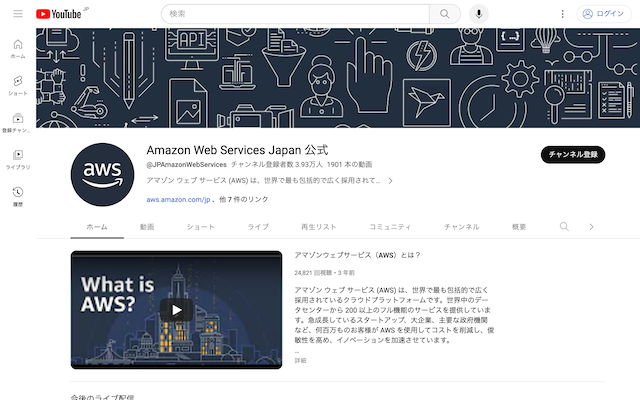 YouTube JP
検索
ログイン
ホーム
ショート
登録チャン...
ライブラリ
履歴
API
aws
Amazon Web Services Japan 公式
@JPAmazonWebServices チャンネル登録者数 3.93万人 1901 本の動画
アマゾン ウェブ サービス (AWS) は、世界で最も包括的で広く採用されて...
aws.amazon.com/jp 、他 7 件のリンク
チャンネル登録
ホーム 動画 ショート ライブ 再生リスト コミュニティ チャンネル 概要
What is
AWS?
アマゾンウェブサービス（AWS）とは？
24,821 回視聴・3 年前
アマゾン ウェブ サービス (AWS) は、世界で最も包括的で広く
採用されているクラウドプラットフォームです。世界中のデー
タセンターから 200 以上のフル機能のサービスを提供していま
す。急成長しているスタートアップ、大企業、主要な政府機関
など、何百万ものお客様が AWS を使用してコストを削減し、俊
敏性を高め、イノベーションを加速させています。
...
詳細
今後のライブ配信